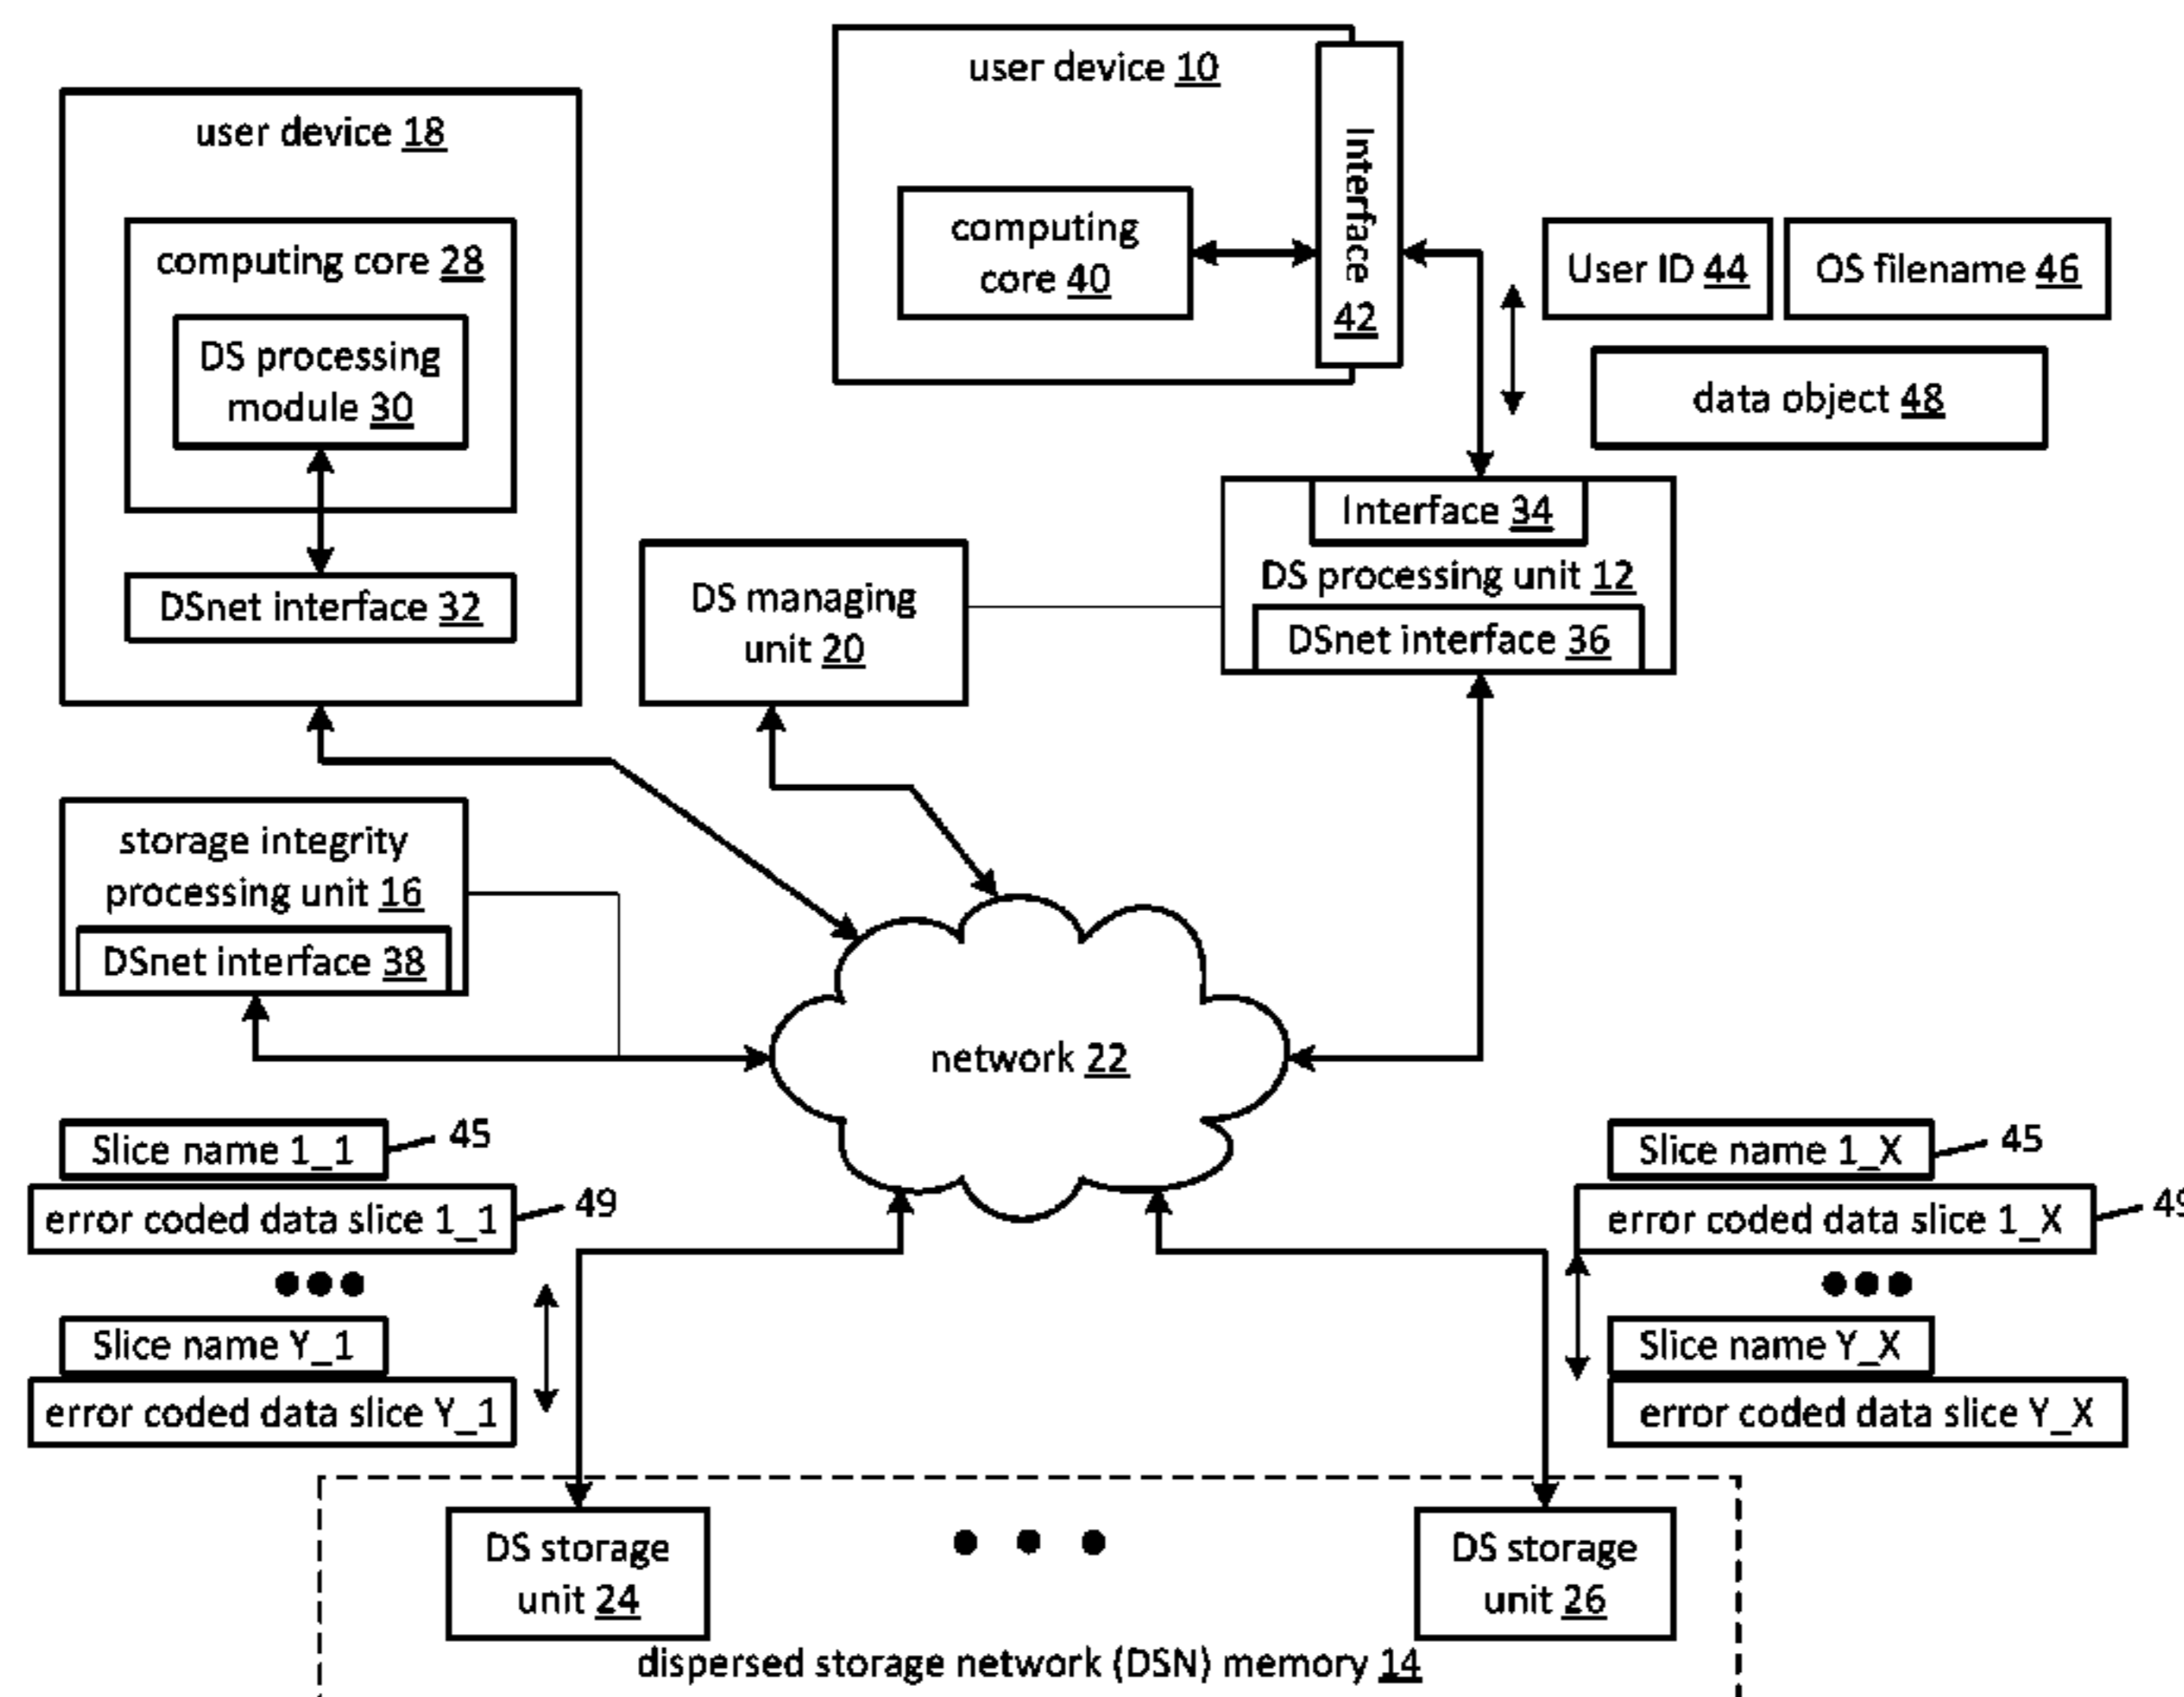 user device 10
user device 18
Interface
42
computing
core 40
computing core 28
User ID 44
OS filename 46
DS processing
module 30
data object 48
Interface 34
DS processing unit 12
DSnet interface 36
DSnet interface 32
DS managing
unit 20
storage integrity
processing unit 16
DSnet interface 38
network 22
Slice name 1_1
45
error coded data slice 1_1
49
Slice name Y_1
error coded data slice Y_1
Slice name 1_X
45
error coded data slice 1_X
49
Slice name Y_X
error coded data slice Y_X
DS storage
unit 24
DS storage
unit 26
dispersed storage network (DSN) memory 14